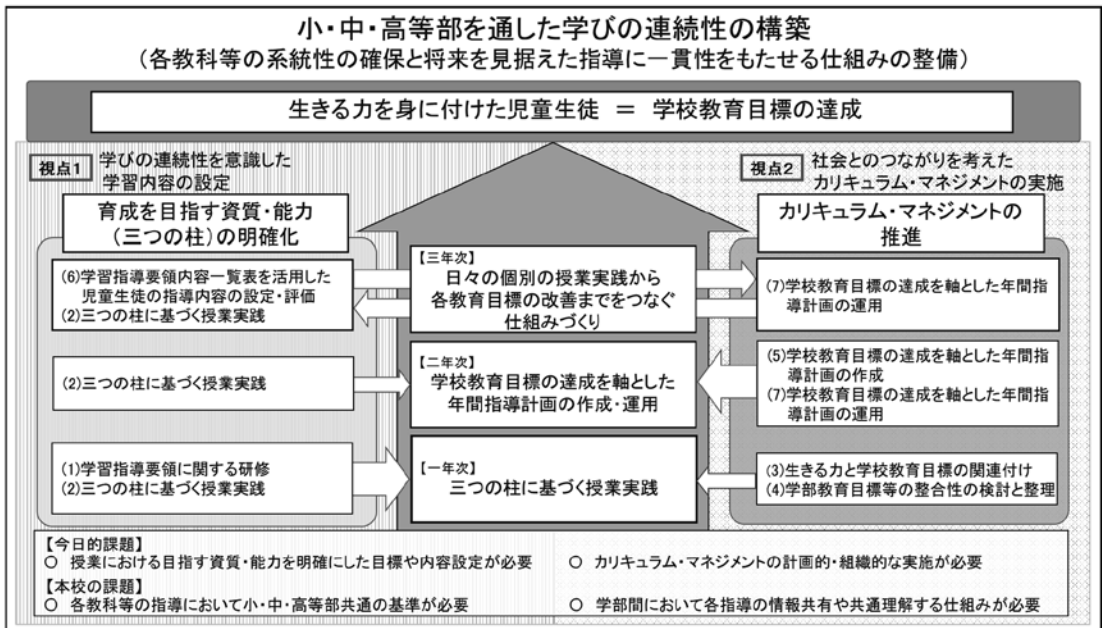 小・中・高等部を通した学びの連続性の構築
(各教科等の系統性の確保と将来を見据えた指導に一貫性をもたせる仕組みの整備)
生きる力を身に付けた児童生徒 = 学校教育目標の達成
視点1
学びの連続性を意識した
学習内容の設定
育成を目指す資質・能力
(三つの柱)の明確化
(6)学習指導要領内容一覧表を活用した
児童生徒の指導内容の設定・評価
(2)三つの柱に基づく授業実践
(2)三つの柱に基づく授業実践
(1)学習指導要領に関する研修
(2)三つの柱に基づく授業実践
【三年次】
日々の個別の授業実践から
各教育目標の改善までをつなぐ
仕組みづくり
【二年次】
学校教育目標の達成を軸とした
年間指導計画の作成・運用
【一年次】
三つの柱に基づく授業実践
視点2
社会とのつながりを考えた
カリキュラム・マネジメントの実施
カリキュラム・マネジメントの
推進
(7)学校教育目標の達成を軸とした年間指
導計画の運用
(5)学校教育目標の達成を軸とした年間指
導計画の作成
(7)学校教育目標の達成を軸とした年間指
導計画の運用
(3)生きる力と学校教育目標の関連付け
(4)学部教育目標等の整合性の検討と整理
【今日的課題】
○ 授業における目指す資質・能力を明確にした目標や内容設定が必要
○ カリキュラム・マネジメントの計画的・組織的な実施が必要
【本校の課題】
○ 各教科等の指導において小・中・高等部共通の基準が必要
○ 学部間において各指導の情報共有や共通理解する仕組みが必要